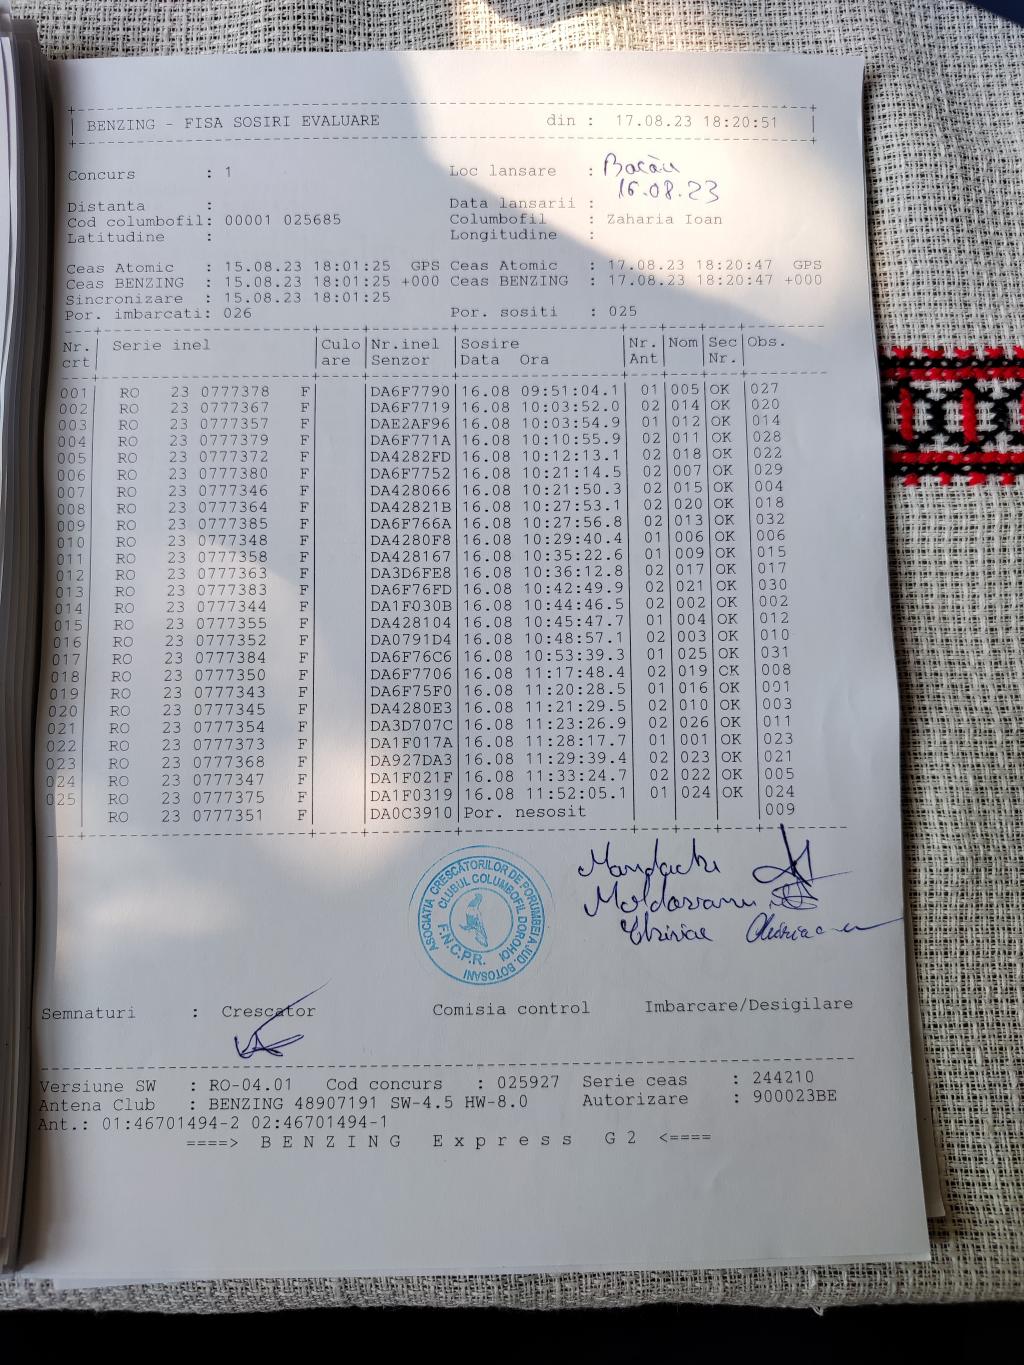 BENZING - FISA SOSIRI EVALUARE din : 17.08.23 18:20:51
Concurs : 1 Loc lansare : Bacău
16.08.23
Distanta : Data lansarii :
Cod columbofil: 00001 025685 Columbofil : Zaharia Ioan
Latitudine : Longitudine :
Ceas Atomic : 15.08.23 18:01:25 GPS Ceas Atomic : 17.08.23 18:20:47 GPS
Ceas BENZING : 15.08.23 18:01:25 +000 Ceas BENZING : 17.08.23 18:20:47 +000
Sincronizare : 15.08.23 18:01:25
Por. imbarcati: 026 Por. sositi : 025
Nr. Serie inel Culo Nr.inel Sosire Nr. Nom Sec Obs.
crt are Senzor Data Ora Ant Nr.
001 RO 23 0777378 F DA6F7790 16.08 09:51:04.1 01 005 OK 027
002 RO 23 0777367 F DA6F7719 16.08 10:03:52.0 02 014 OK 020
003 RO 23 0777357 F DAE2AF96 16.08 10:03:54.9 01 012 OK 014
004 RO 23 0777379 F DA6F771A 16.08 10:10:55.9 02 011 OK 028
005 RO 23 0777372 F DA4282FD 16.08 10:12:13.1 02 018 OK 022
006 RO 23 0777380 F DA6F7752 16.08 10:21:14.5 02 007 OK 029
007 RO 23 0777346 F DA428066 16.08 10:21:50.3 02 015 OK 004
008 RO 23 0777364 F DA42821B 16.08 10:27:53.1 02 020 OK 018
009 RO 23 0777385 F DA6F766A 16.08 10:27:56.8 02 013 OK 032
010 RO 23 0777348 F DA4280F8 16.08 10:29:40.4 01 006 OK 006
011 RO 23 0777358 F DA428167 16.08 10:35:22.6 01 009 OK 015
012 RO 23 0777363 F DA3D6FE8 16.08 10:36:12.8 02 017 OK 017
013 RO 23 0777383 F DA6F76FD 16.08 10:42:49.9 02 021 OK 030
014 RO 23 0777344 F DA1F030B 16.08 10:44:46.5 02 002 OK 002
015 RO 23 0777355 F DA428104 16.08 10:45:47.7 01 004 OK 012
016 RO 23 0777352 F DA0791D4 16.08 10:48:57.1 02 003 OK 010
017 RO 23 0777384 F DA6F76C6 16.08 10:53:39.3 01 025 OK 031
018 RO 23 0777350 F DA6F7706 16.08 11:17:48.4 02 019 OK 008
019 RO 23 0777343 F DA6F75F0 16.08 11:20:28.5 01 016 OK 001
020 RO 23 0777345 F DA4280E3 16.08 11:21:29.5 02 010 OK 003
021 RO 23 0777354 F DA3D707C 16.08 11:23:26.9 02 026 OK 011
022 RO 23 0777373 F DA1F017A 16.08 11:28:17.7 01 001 OK 023
023 RO 23 0777368 F DA927DA3 16.08 11:29:39.4 02 023 OK 021
024 RO 23 0777347 F DA1F021F 16.08 11:33:24.7 02 022 OK 005
025 RO 23 0777375 F DA1F0319 16.08 11:52:05.1 01 024 OK 024
RO 23 0777351 F DA0C3910 Por. nesosit 009
ASOCIATIA CRESCĂTORILOR DE PORUMBEI A JUD. BOTOSANI
CLUBUL COLUMBOFIL DOROHOI
F.N.C.P.R.
Mandache
Moldovanu
Semnaturi : Crescator Comisia control Imbarcare/Desigilare
Versiune SW : RO-04.01 Cod concurs : 025927 Serie ceas : 244210
Antena Club : BENZING 48907191 SW-4.5 HW-8.0 Autorizare : 900023BE
Ant.: 01:46701494-2 02:46701494-1
====> B E N Z I N G E x p r e s s G 2 <====